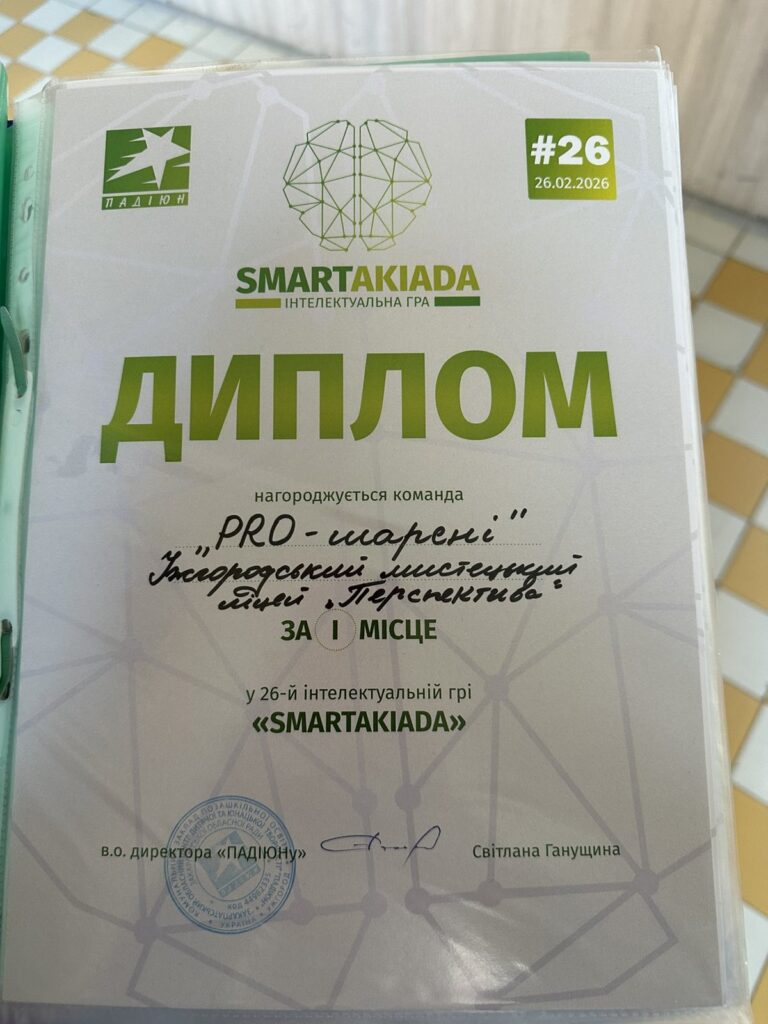 ПАДІЮН
#26
26.02.2026
SMARTAKIADA
ІНТЕЛЕКТУАЛЬНА ГРА
ДИПЛОМ
нагороджується команда
„PRO - шарені"
Ужгородський мистецький
ліцей „Перспектива"
ЗА І МІСЦЕ
у 26-й інтелектуальній грі
«SMARTAKIADA»
в.о. директора «ПАДІЮНу»
Світлана Ганущина